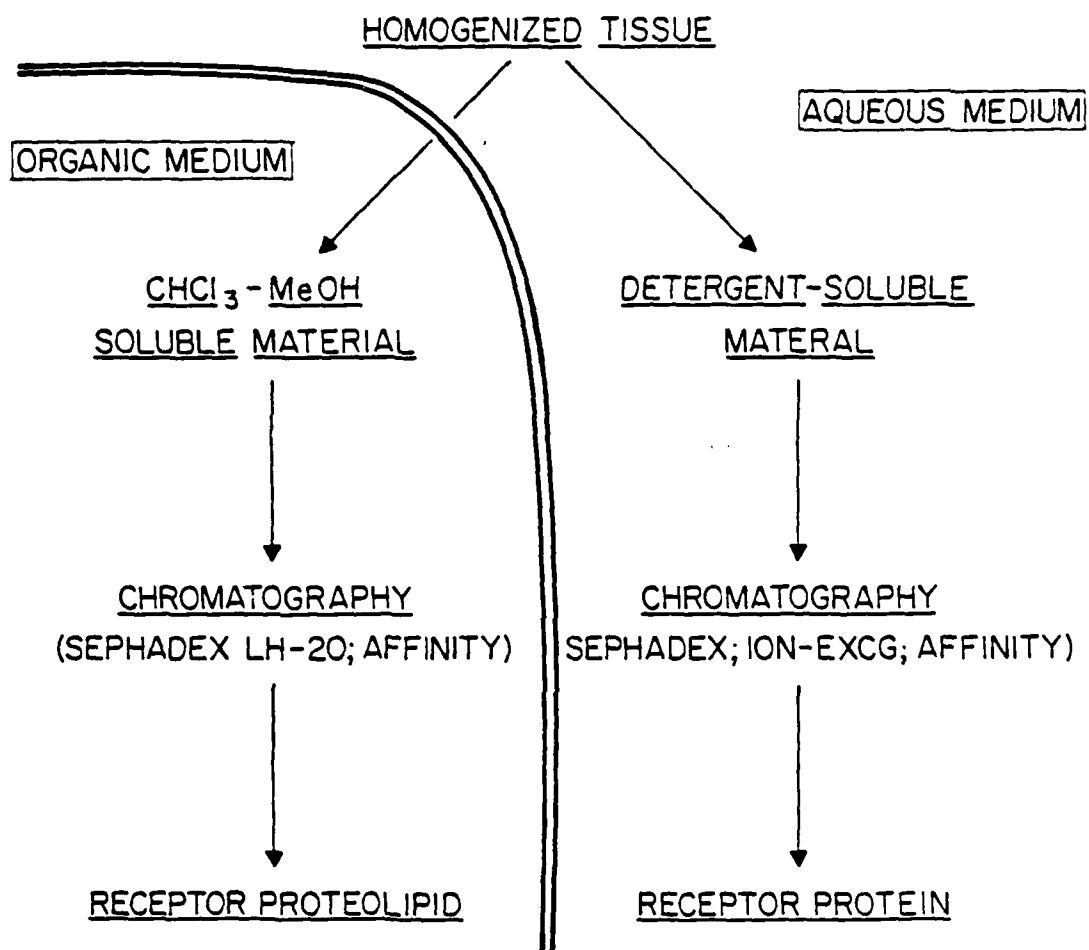 HOMOGENIZED TISSUE
AQUEOUS MEDIUM
ORGANIC MEDIUM
CHCl₃-MeOH
SOLUBLE MATERIAL
DETERGENT-SOLUBLE
MATERAL
CHROMATOGRAPHY
(SEPHADEX LH-20; AFFINITY)
CHROMATOGRAPHY
SEPHADEX; ION-EXCG; AFFINITY)
RECEPTOR PROTEOLIPID
RECEPTOR PROTEIN